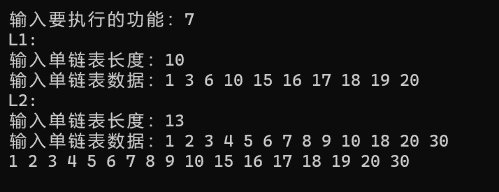 输入要执行的功能：7
L1:
输入单链表长度：10
输入单链表数据：1 3 6 10 15 16 17 18 19 20
L2:
输入单链表长度：13
输入单链表数据：1 2 3 4 5 6 7 8 9 10 18 20 30
1 2 3 4 5 6 7 8 9 10 15 16 17 18 19 20 30